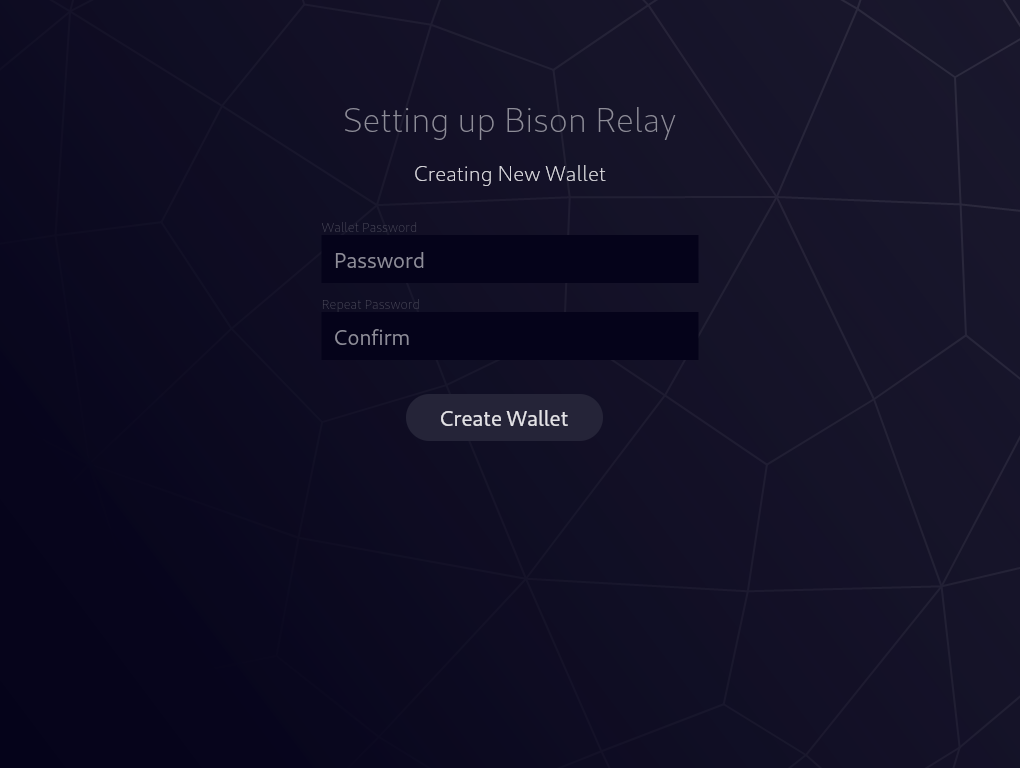 Setting up Bison Relay
Creating New Wallet
Wallet Password
Password
Repeat Password
Confirm
Create Wallet